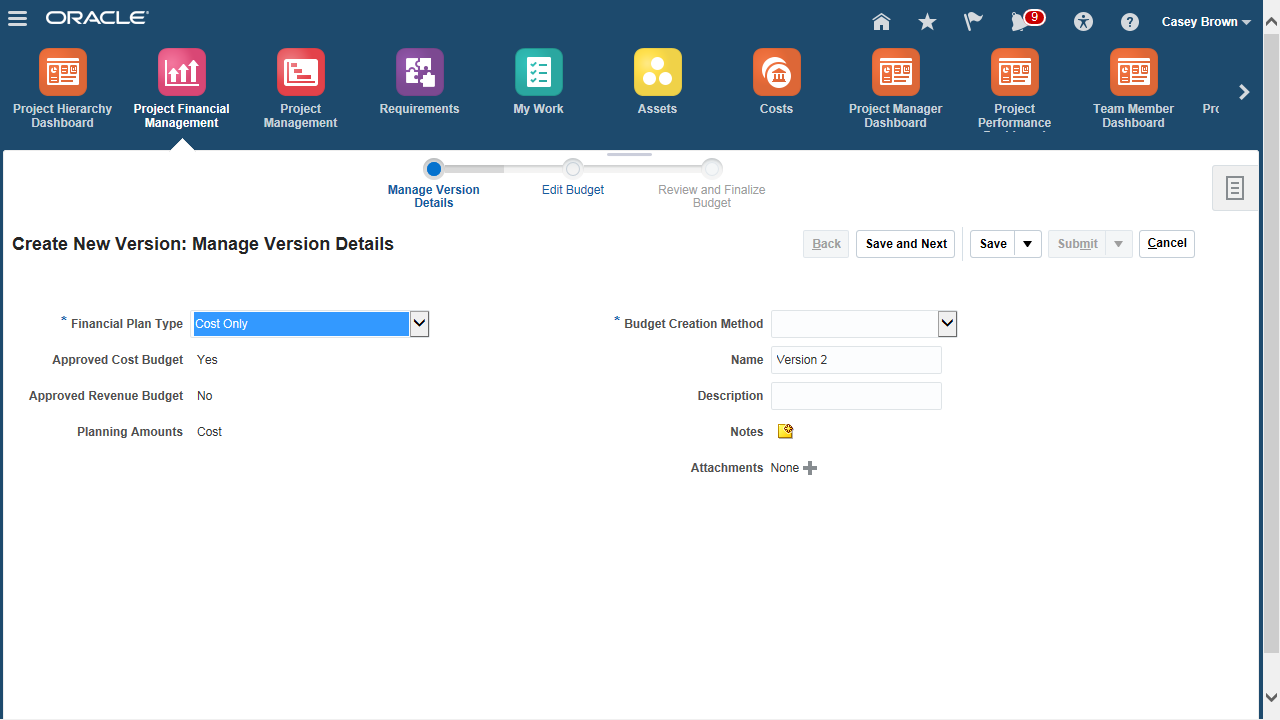 ORACLE
9
Casey Brown
Project Hierarchy
Dashboard
Project Financial
Management
Project
Management
Requirements
My Work
Assets
Costs
Project Manager
Dashboard
Project
Performance
Team Member
Dashboard
Manage Version
Details
Edit Budget
Review and Finalize
Budget
Create New Version: Manage Version Details
Back
Save and Next
Save
Submit
Cancel
* Financial Plan Type Cost Only
Approved Cost Budget Yes
Approved Revenue Budget No
Planning Amounts Cost
* Budget Creation Method
Name Version 2
Description
Notes
Attachments None